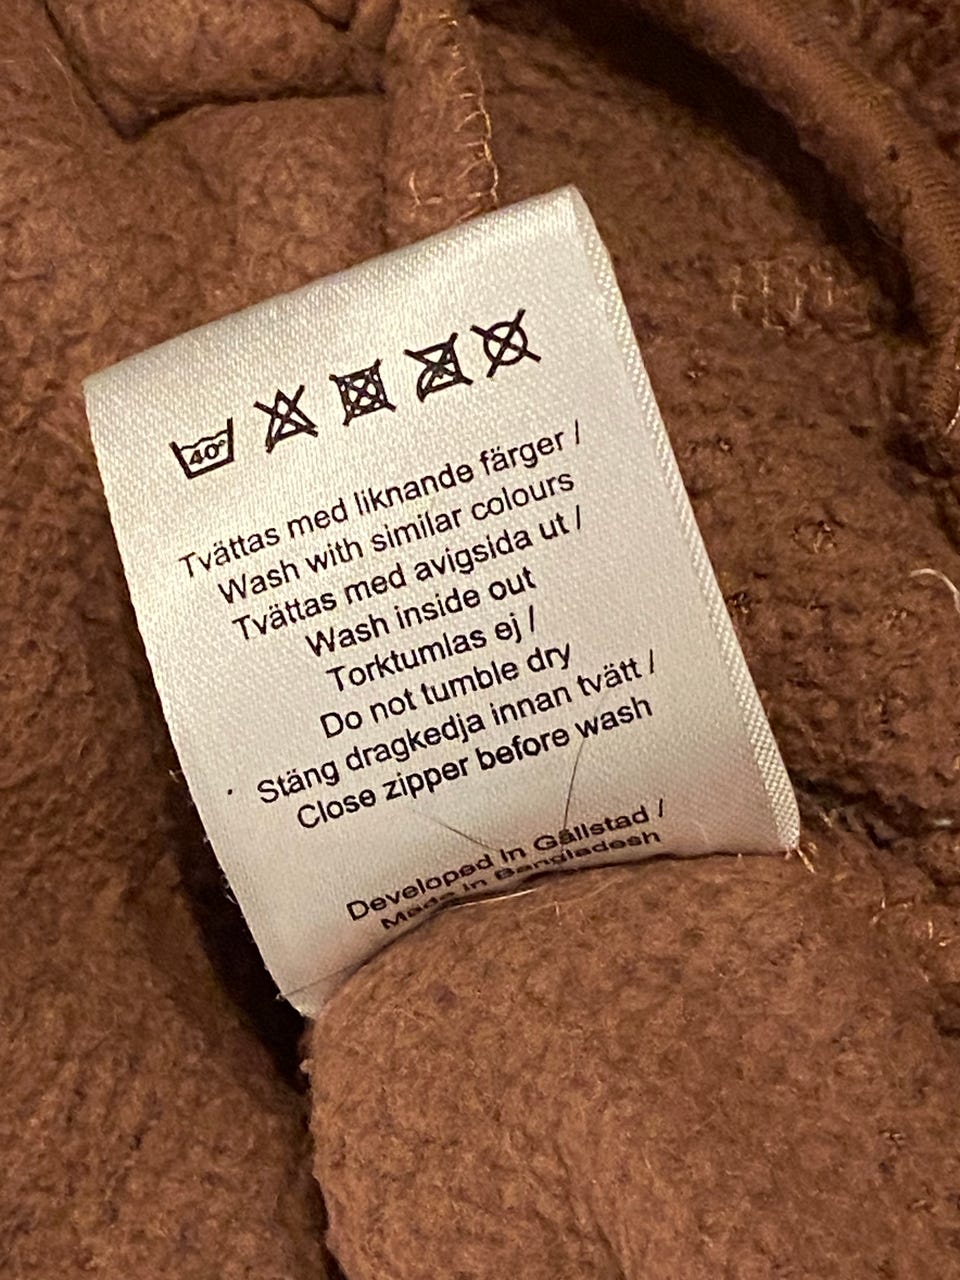 40°
Tvättas med liknande färger /
Wash with similar colours
Tvättas med avigsida ut /
Wash inside out
Torktumlas ej /
Do not tumble dry
Stäng dragkedja innan tvätt /
Close zipper before wash
Developed in Gällstad /
Made in Bangladesh